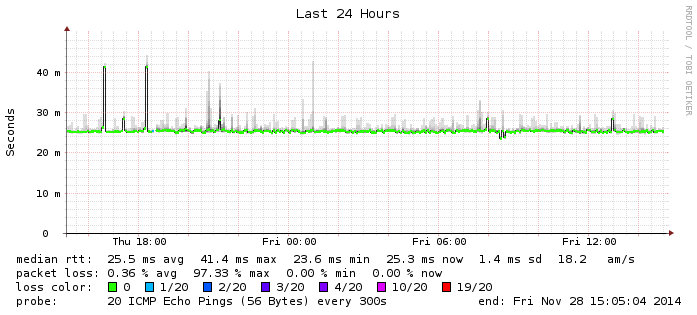 Last 24 Hours
RRDTOOL / TOBI OETIKER
Seconds
40 m
30 m
20 m
10 m
0
Thu 18:00 Fri 00:00 Fri 06:00 Fri 12:00
median rtt: 25.5 ms avg 41.4 ms max 23.6 ms min 25.3 ms now 1.4 ms sd 18.2 am/s
packet loss: 0.36 % avg 97.33 % max 0.00 % min 0.00 % now
loss color: 0 1/20 2/20 3/20 4/20 10/20 19/20
probe: 20 ICMP Echo Pings (56 Bytes) every 300s end: Fri Nov 28 15:05:04 2014